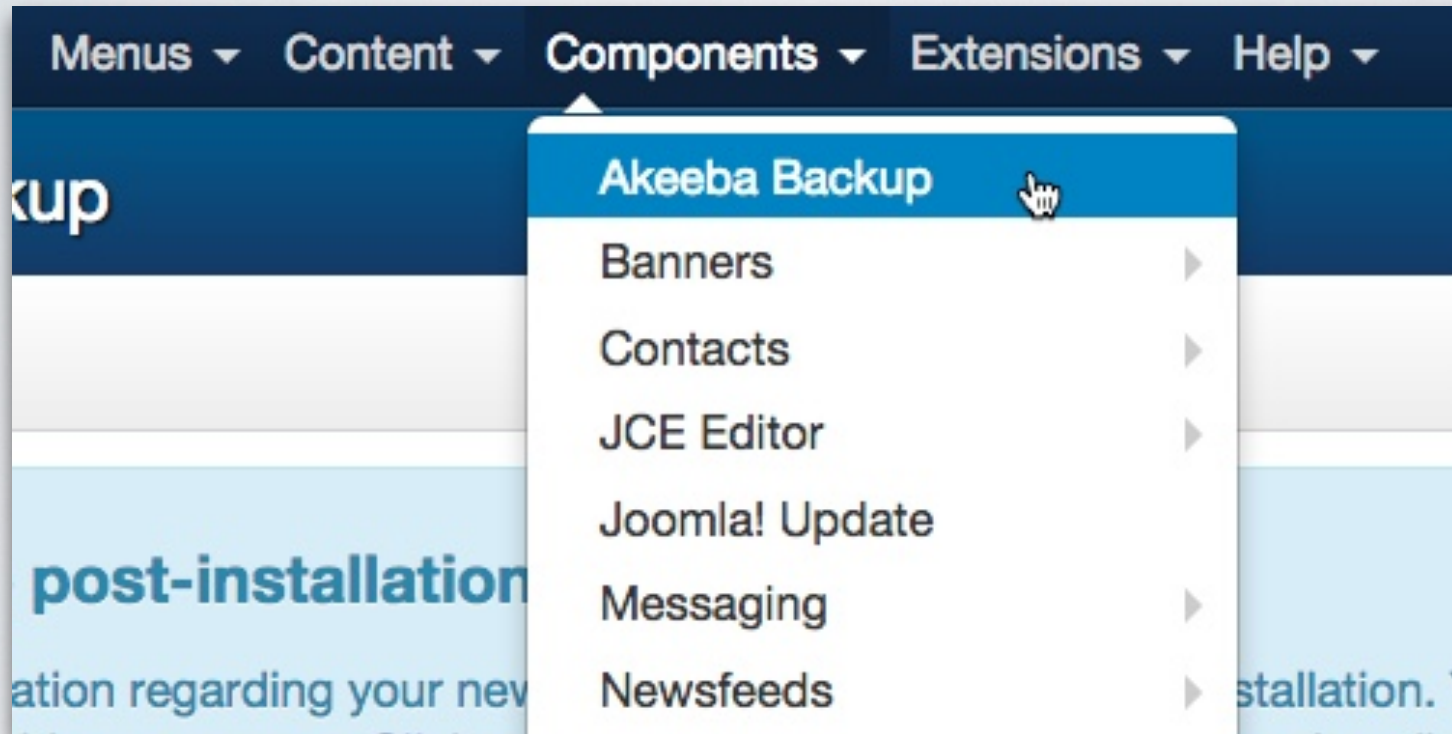 Menus Content Components Extensions Help
kup
Akeeba Backup
Banners
Contacts
JCE Editor
Joomla! Update
post-installation
Messaging
ation regarding your new
Newsfeeds
stallation.